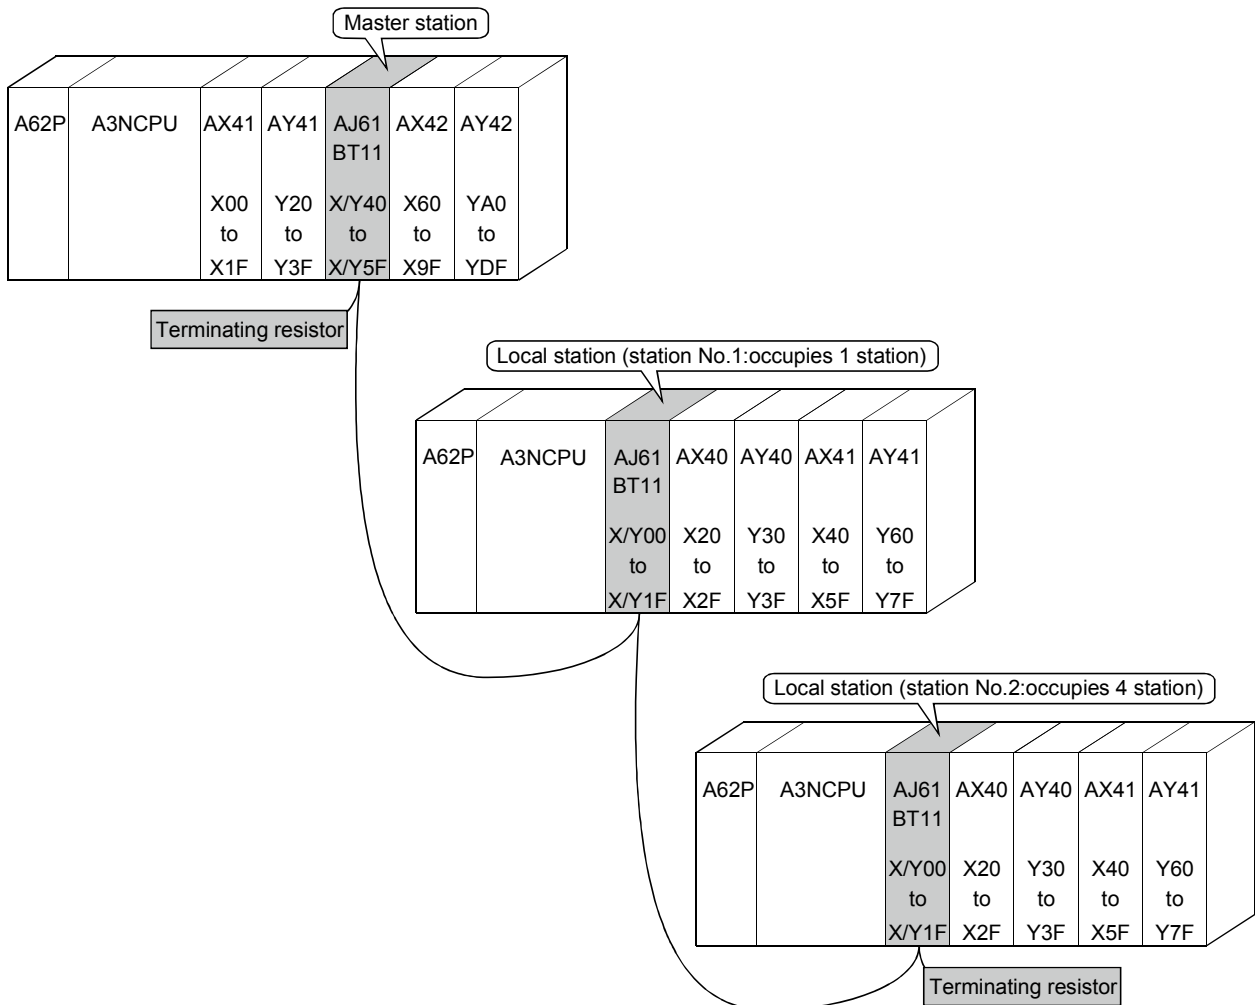 Master station
A62P A3NCPU AX41 AY41 AJ61 AX42 AY42
BT11
X00 Y20 X/Y40 X60 YA0
to to to to to
X1F Y3F X/Y5F X9F YDF
Terminating resistor
Local station (station No.1:occupies 1 station)
A62P A3NCPU AJ61 AX40 AY40 AX41 AY41
BT11
X/Y00 X20 Y30 X40 Y60
to to to to to
X/Y1F X2F Y3F X5F Y7F
Local station (station No.2:occupies 4 station)
A62P A3NCPU AJ61 AX40 AY40 AX41 AY41
BT11
X/Y00 X20 Y30 X40 Y60
to to to to to
X/Y1F X2F Y3F X5F Y7F
Terminating resistor